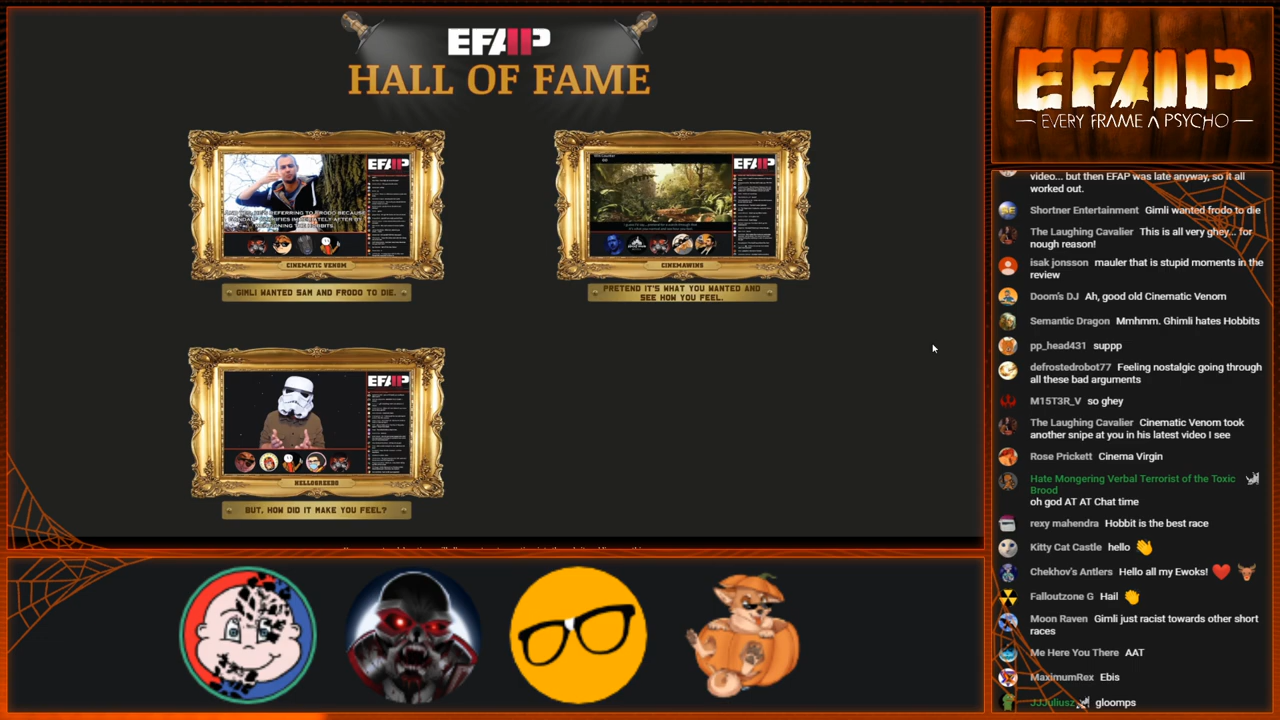 EFAP
HALL OF FAME
EFAP
CINEMATIC VENOM
GIMLI WANTED SAM AND FRODO TO DIE.
EFAP
CINEMAWINS
PRETEND IT'S WHAT YOU WANTED AND
SEE HOW YOU FEEL.
EFAP
HELLOGREEDO
BUT, HOW DID IT MAKE YOU FEEL?
EFAP
EVERY FRAME A PSYCHO
video... but then EFAP was late anyway, so it all
worked out.
Shortner Entertainment Gimli wanted frodo to die
The Laughing Cavalier This is all very ghey... for
nough reason!
isak jonsson mauler that is stupid moments in the
review
Doom's DJ Ah, good old Cinematic Venom
Semantic Dragon Mmhmm. Ghimli hates Hobbits
pp_head431 suppp
defrostedrobot77 Feeling nostalgic going through
all these bad arguments
M15T3R_V so ghey
The Laughing Cavalier Cinematic Venom took
another snipe at you in his latest video I see
Rose Prickett Cinema Virgin
Hate Mongering Verbal Terrorist of the Toxic
Brood
oh god AT AT Chat time
rexy mahendra Hobbit is the best race
Kitty Cat Castle hello 👋
Chekhov's Antlers Hello all my Ewoks! ❤️ 🐂
Falloutzone G Hail 👋
Moon Raven Gimli just racist towards other short
races
Me Here You There AAT
MaximumRex Ebis
JJJuliusz gloomps